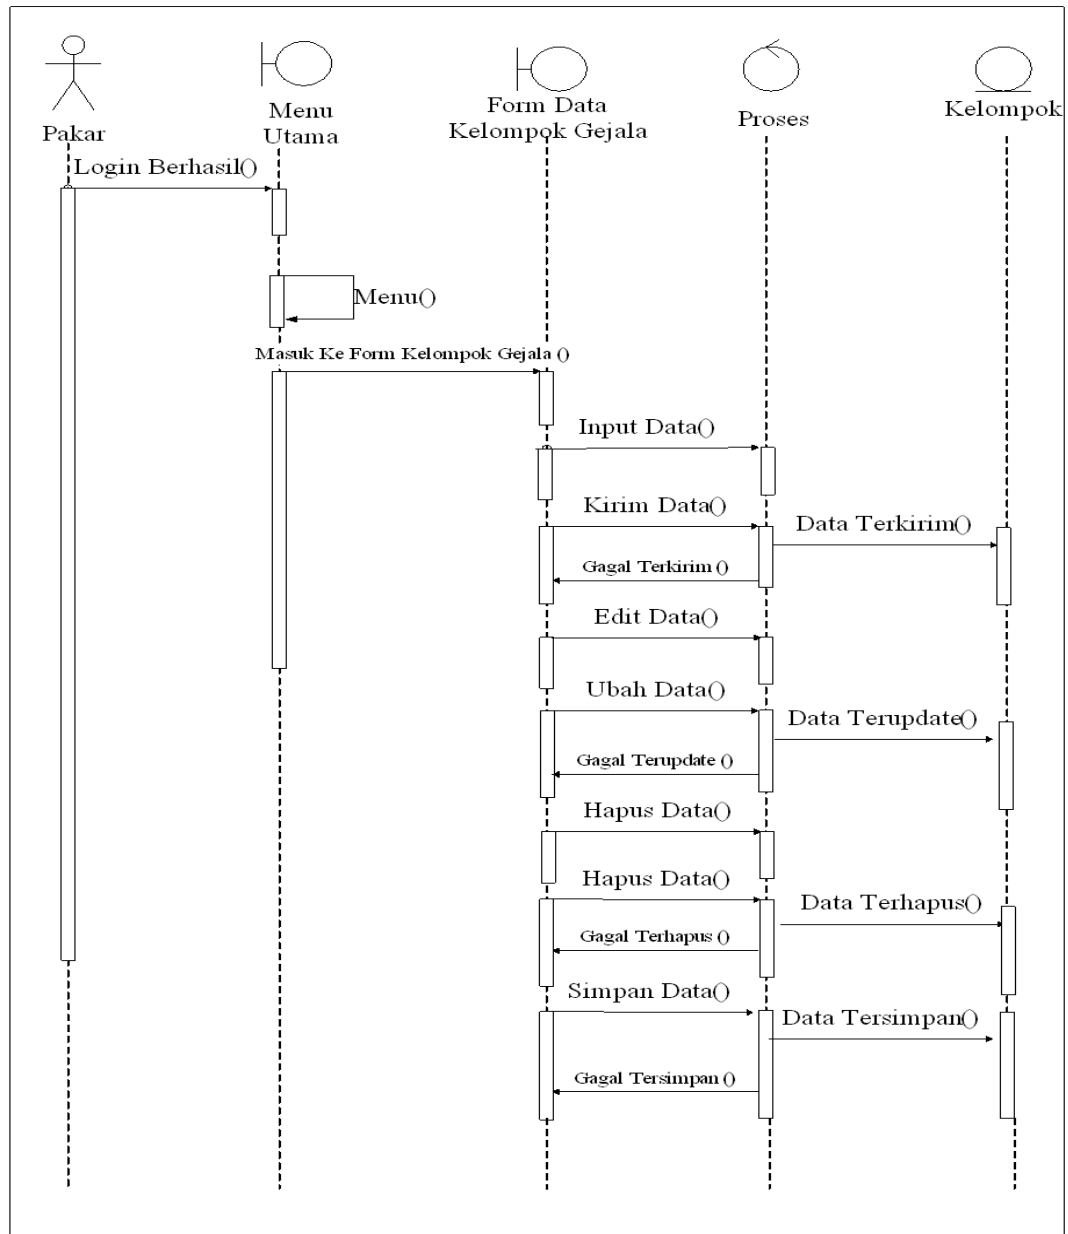 Pakar
Menu
Utama
Form Data
Kelompok Gejala
Proses
Kelompok
Login Berhasil()
Menu()
Masuk Ke Form Kelompok Gejala ()
Input Data()
Kirim Data()
Data Terkirim()
Gagal Terkirim ()
Edit Data()
Ubah Data()
Data Terupdate()
Gagal Terupdate ()
Hapus Data()
Hapus Data()
Data Terhapus()
Gagal Terhapus ()
Simpan Data()
Data Tersimpan()
Gagal Tersimpan ()